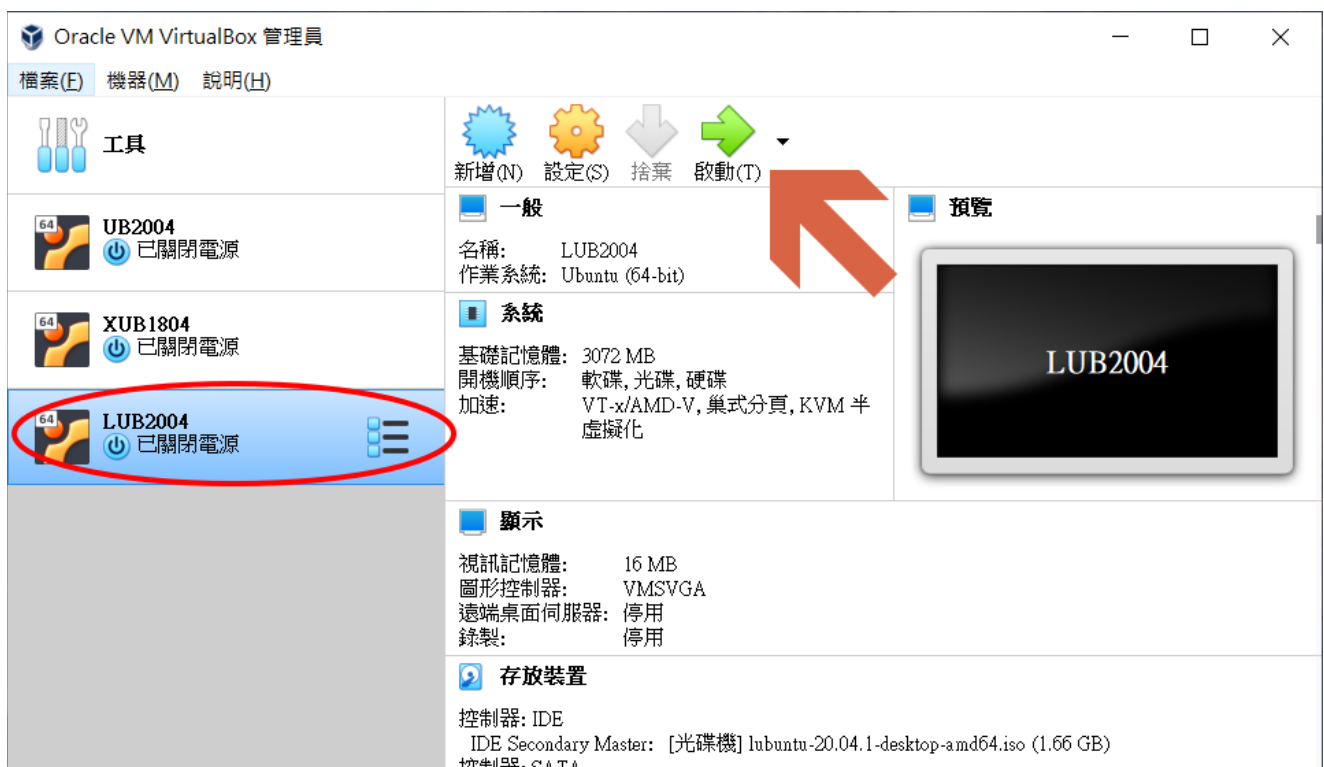 Oracle VM VirtualBox 管理員
檔案(F) 機器(M) 說明(H)
工具
新增(N) 設定(S) 捨棄 啟動(T)
64
UB2004
已關閉電源
64
XUB1804
已關閉電源
64
LUB2004
已關閉電源
一般
名稱: LUB2004
作業系統: Ubuntu (64-bit)
系統
基礎記憶體: 3072 MB
開機順序: 軟碟, 光碟, 硬碟
加速: VT-x/AMD-V, 巢式分頁, KVM 半
虛擬化
預覽
LUB2004
顯示
視訊記憶體: 16 MB
圖形控制器: VMSVGA
遠端桌面伺服器: 停用
錄製: 停用
存放裝置
控制器: IDE
IDE Secondary Master: [光碟機] lubuntu-20.04.1-desktop-amd64.iso (1.66 GB)
控制器: SATA